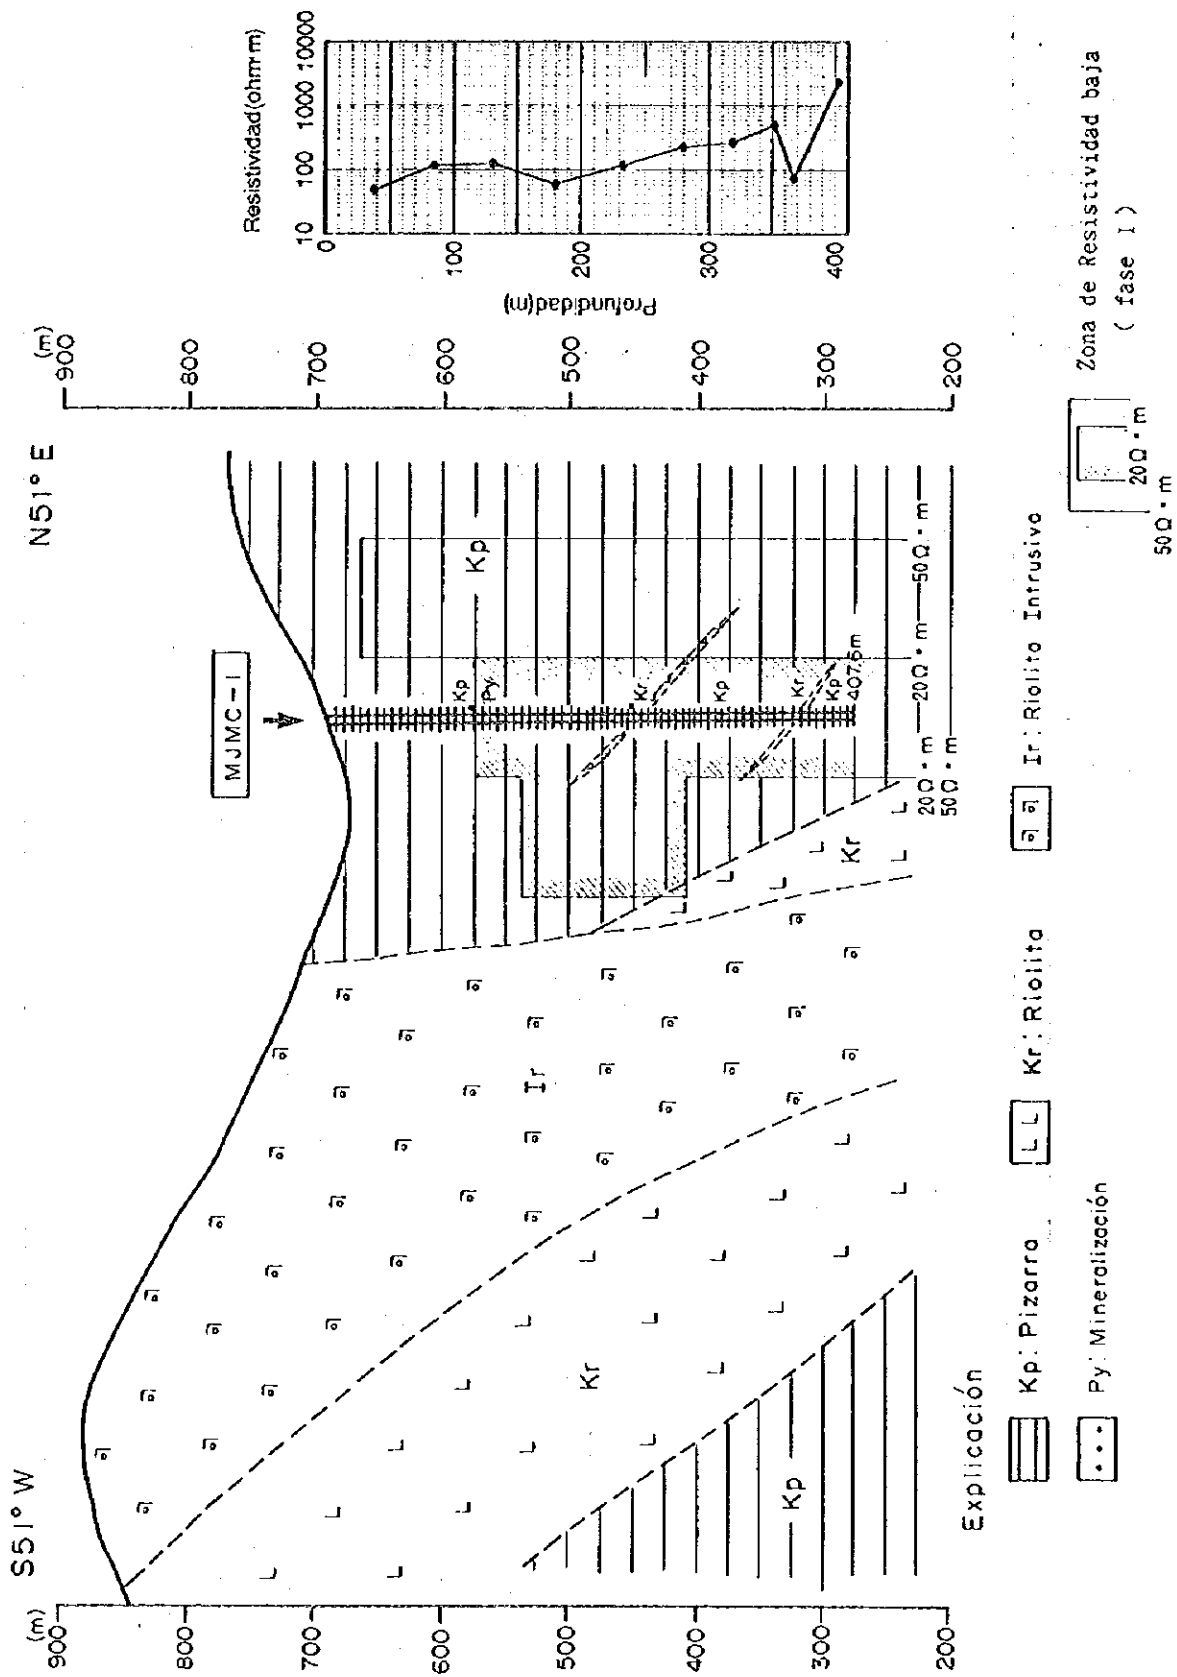 S51° W
N51° E
(m)
900
800
700
600
500
400
300
200
(m)
900
800
700
600
500
400
300
200
MJMC-1
Kp
Py
Kr
Kp
Kr
Kp
407.5m
Kp
Ir
Kr
Kr
Kp
20Ω·m
50Ω·m
20Ω·m
20Ω·m
50Ω·m
Resistividad(ohm·m)
10 100 1000 10000
Profundidad(m)
0
100
200
300
400
Explicación
Kp: Pizarra
Kr: Riolita
Ir: Riolito Intrusivo
Py: Mineralización
20Ω·m
50Ω·m
Zona de Resistividad baja
( fase I )